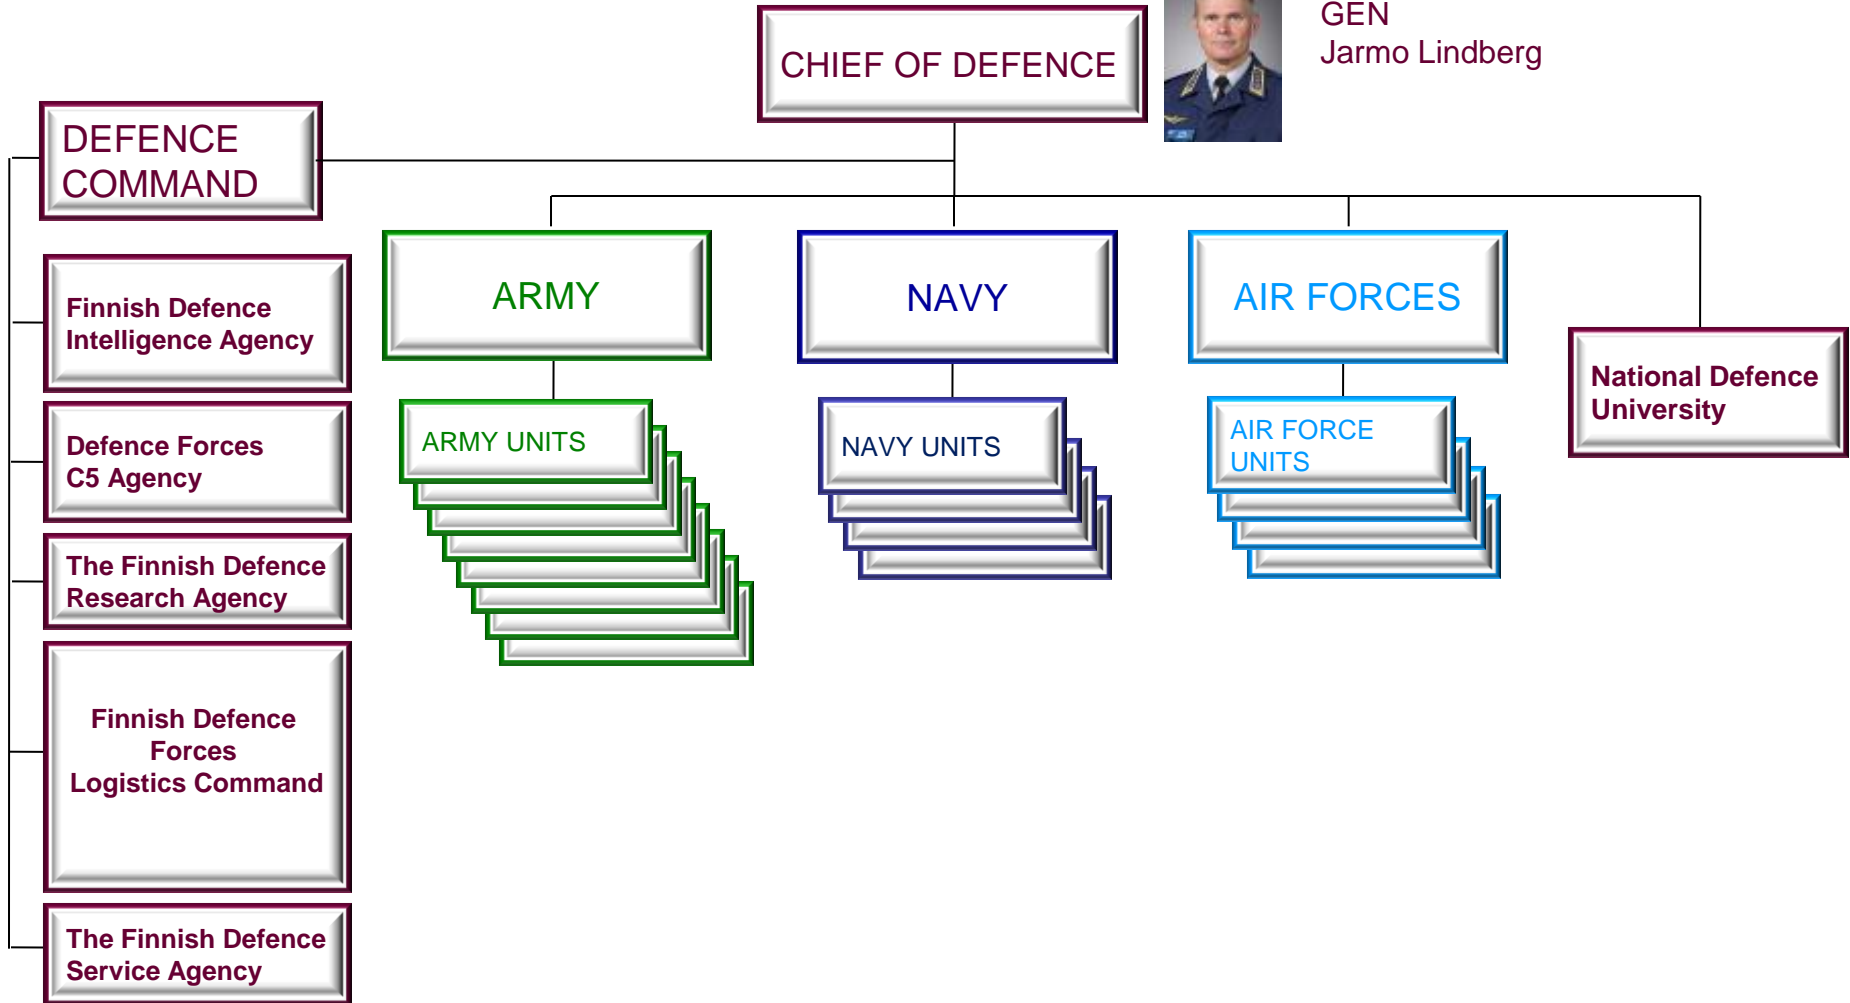 GEN
Jarmo Lindberg
CHIEF OF DEFENCE
DEFENCE
COMMAND
ARMY
NAVY
AIR FORCES
Finnish Defence
Intelligence Agency
National Defence
University
ARMY UNITS
NAVY UNITS
AIR FORCE
UNITS
Defence Forces
C5 Agency
The Finnish Defence
Research Agency
Finnish Defence
Forces
Logistics Command
The Finnish Defence
Service Agency